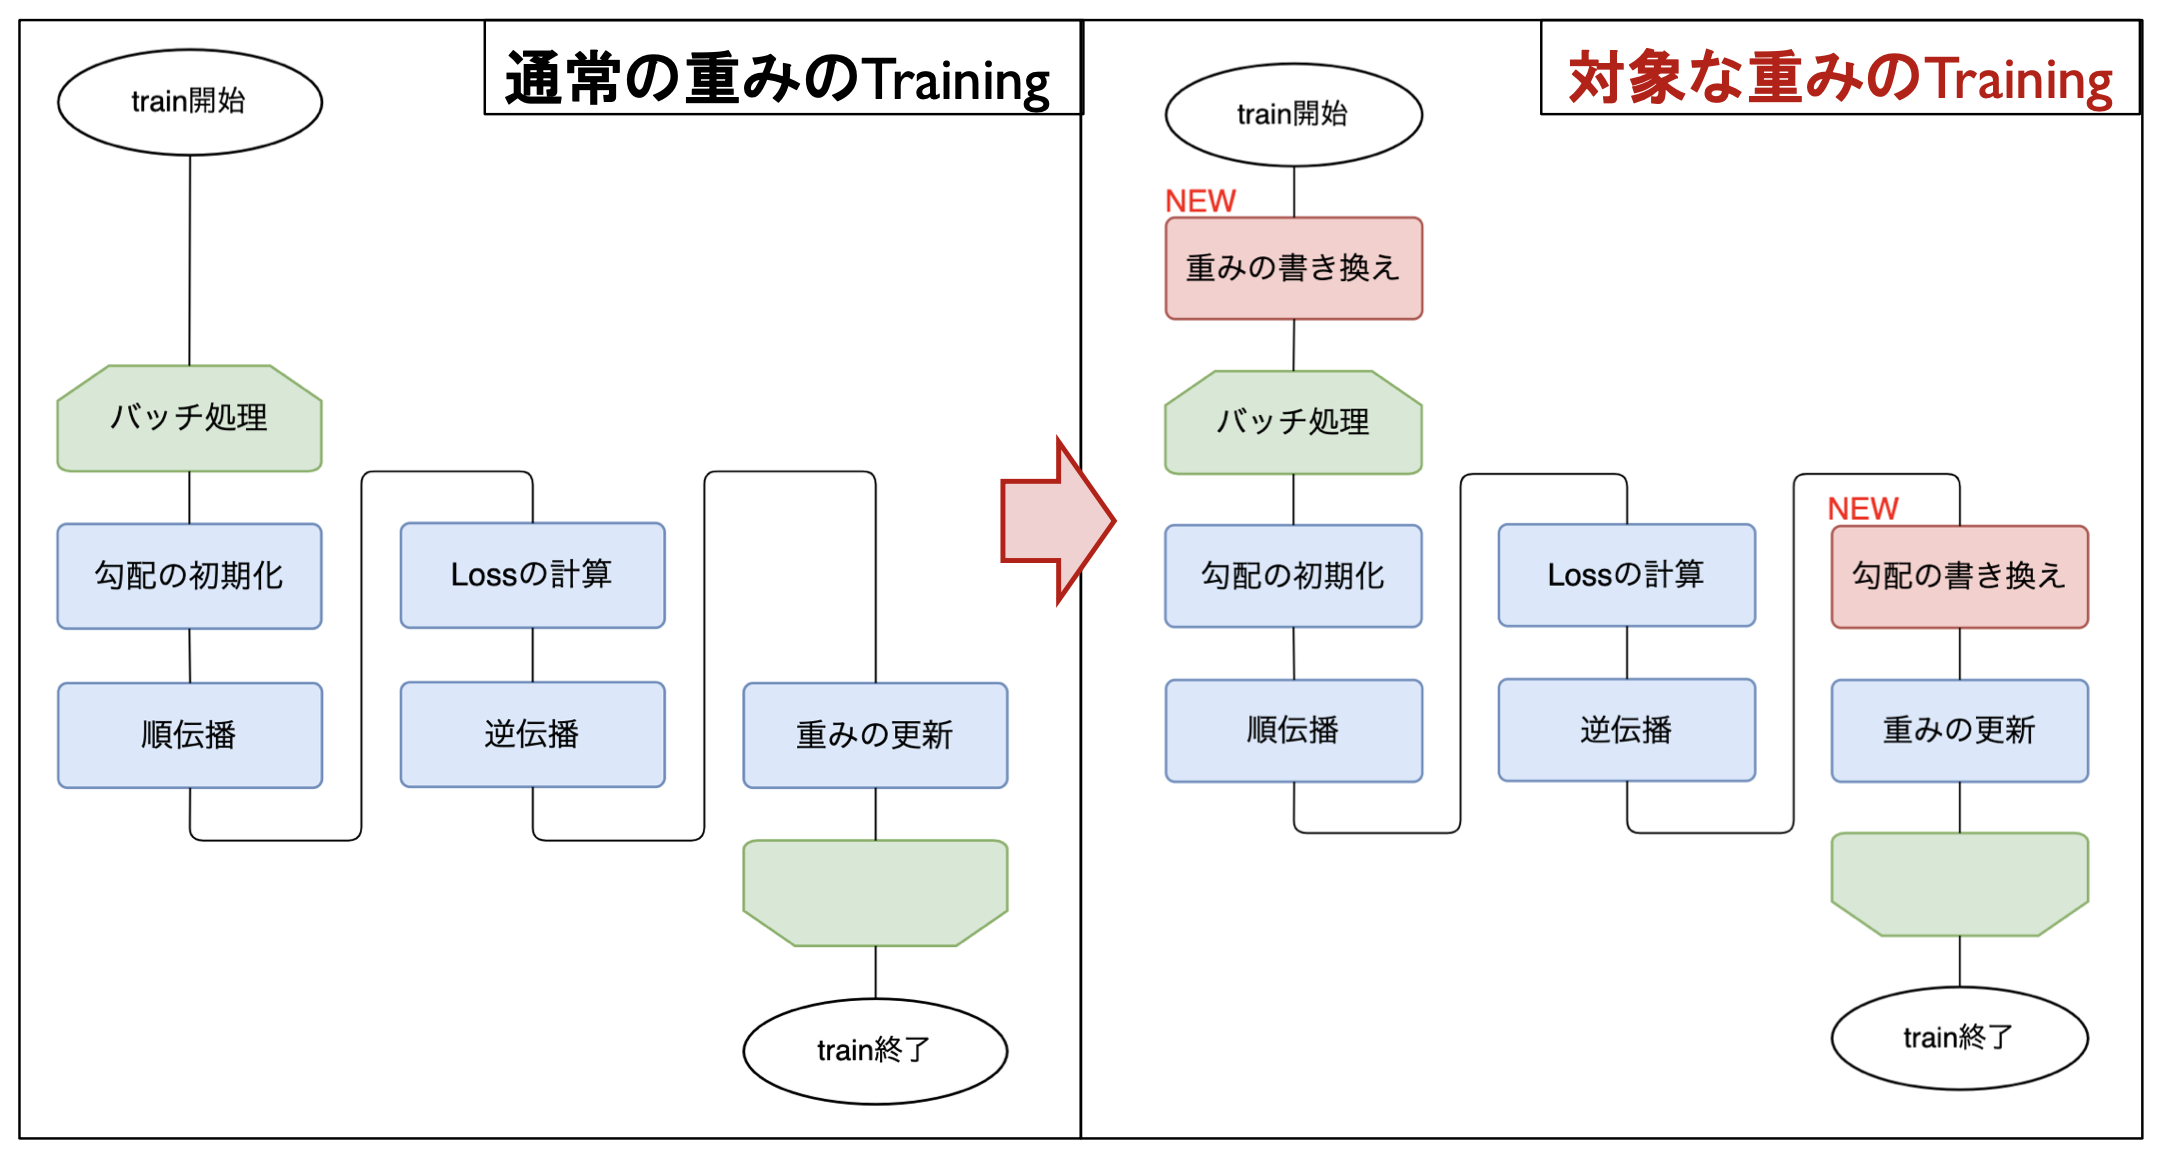 通常の重みのTraining
train開始
バッチ処理
勾配の初期化
順伝播
Lossの計算
逆伝播
重みの更新
train終了
対象な重みのTraining
train開始
NEW
重みの書き換え
バッチ処理
勾配の初期化
順伝播
Lossの計算
逆伝播
NEW
勾配の書き換え
重みの更新
train終了